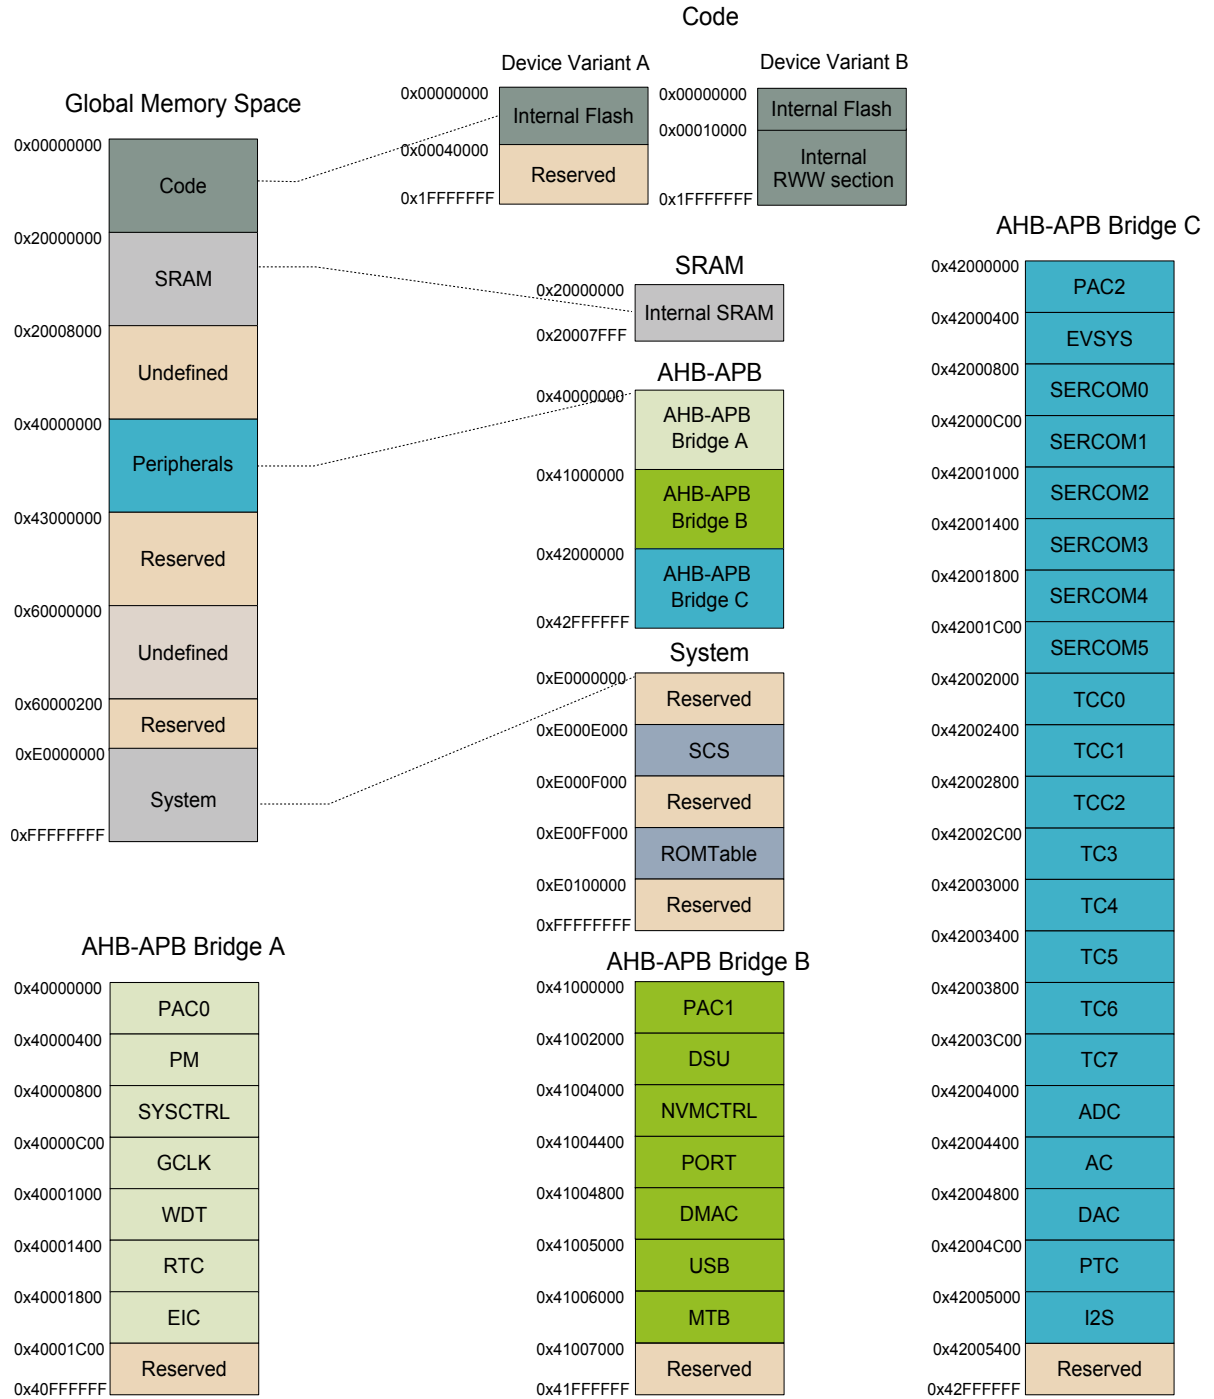 Code
Device Variant A
Device Variant B
0x00000000
Internal Flash
0x00040000
Reserved
0x1FFFFFFF
0x00000000
Internal Flash
0x00010000
Internal
RWW section
0x1FFFFFFF
Global Memory Space
0x00000000
Code
0x20000000
SRAM
0x20008000
Undefined
0x40000000
Peripherals
0x43000000
Reserved
0x60000000
Undefined
0x60000200
Reserved
0xE0000000
System
0xFFFFFFFF
SRAM
0x20000000
Internal SRAM
0x20007FFF
AHB-APB
0x40000000
AHB-APB
Bridge A
0x41000000
AHB-APB
Bridge B
0x42000000
AHB-APB
Bridge C
0x42FFFFFF
System
0xE0000000
Reserved
0xE000E000
SCS
0xE000F000
Reserved
0xE00FF000
ROMTable
0xE0100000
Reserved
0xFFFFFFFF
AHB-APB Bridge A
0x40000000
PAC0
0x40000400
PM
0x40000800
SYSCTRL
0x40000C00
GCLK
0x40001000
WDT
0x40001400
RTC
0x40001800
EIC
0x40001C00
Reserved
0x40FFFFFF
AHB-APB Bridge B
0x41000000
PAC1
0x41002000
DSU
0x41004000
NVMCTRL
0x41004400
PORT
0x41004800
DMAC
0x41005000
USB
0x41006000
MTB
0x41007000
Reserved
0x41FFFFFF
AHB-APB Bridge C
0x42000000
PAC2
0x42000400
EVSYS
0x42000800
SERCOM0
0x42000C00
SERCOM1
0x42001000
SERCOM2
0x42001400
SERCOM3
0x42001800
SERCOM4
0x42001C00
SERCOM5
0x42002000
TCC0
0x42002400
TCC1
0x42002800
TCC2
0x42002C00
TC3
0x42003000
TC4
0x42003400
TC5
0x42003800
TC6
0x42003C00
TC7
0x42004000
ADC
0x42004400
AC
0x42004800
DAC
0x42004C00
PTC
0x42005000
I2S
0x42005400
Reserved
0x42FFFFFF